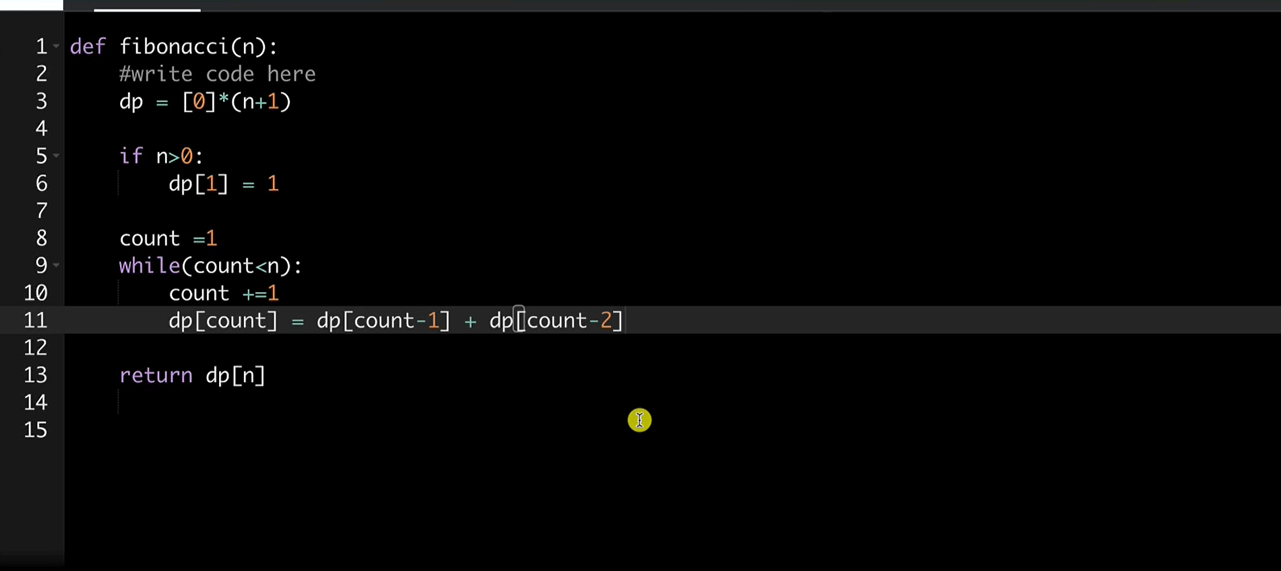 1 def fibonacci(n):
2     #write code here
3     dp = [0]*(n+1)
4
5     if n>0:
6         dp[1] = 1
7
8     count =1
9     while(count<n):
10         count +=1
11         dp[count] = dp[count-1] + dp[count-2]
12
13     return dp[n]
14
15